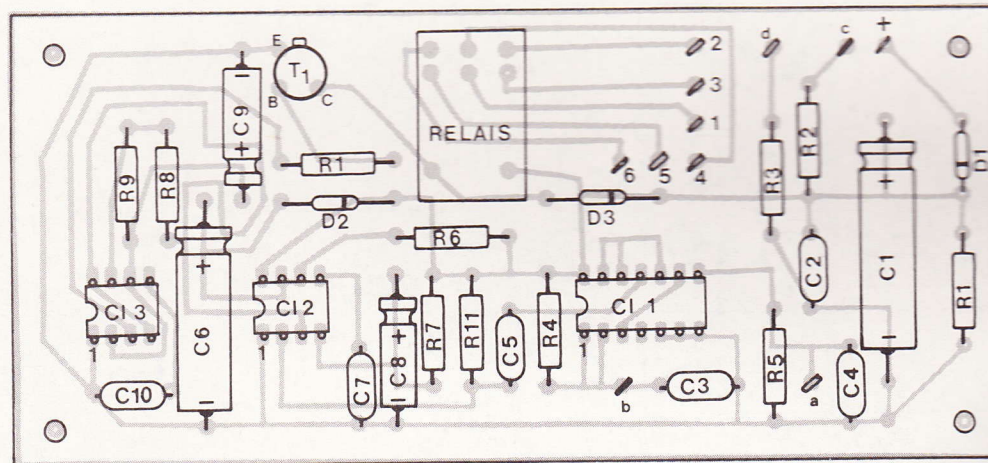 E
T1
B
C
C9
+
−
RELAIS
2
3
1
6
5
4
d
c
+
R9
R8
R1
D2
D3
R6
R3
R2
C2
+
C1
−
D1
R1
CI 3
1
+
C6
−
CI 2
1
C10
C7
+
C8
−
R7
R11
C5
R4
CI 1
1
b
C3
R5
a
C4